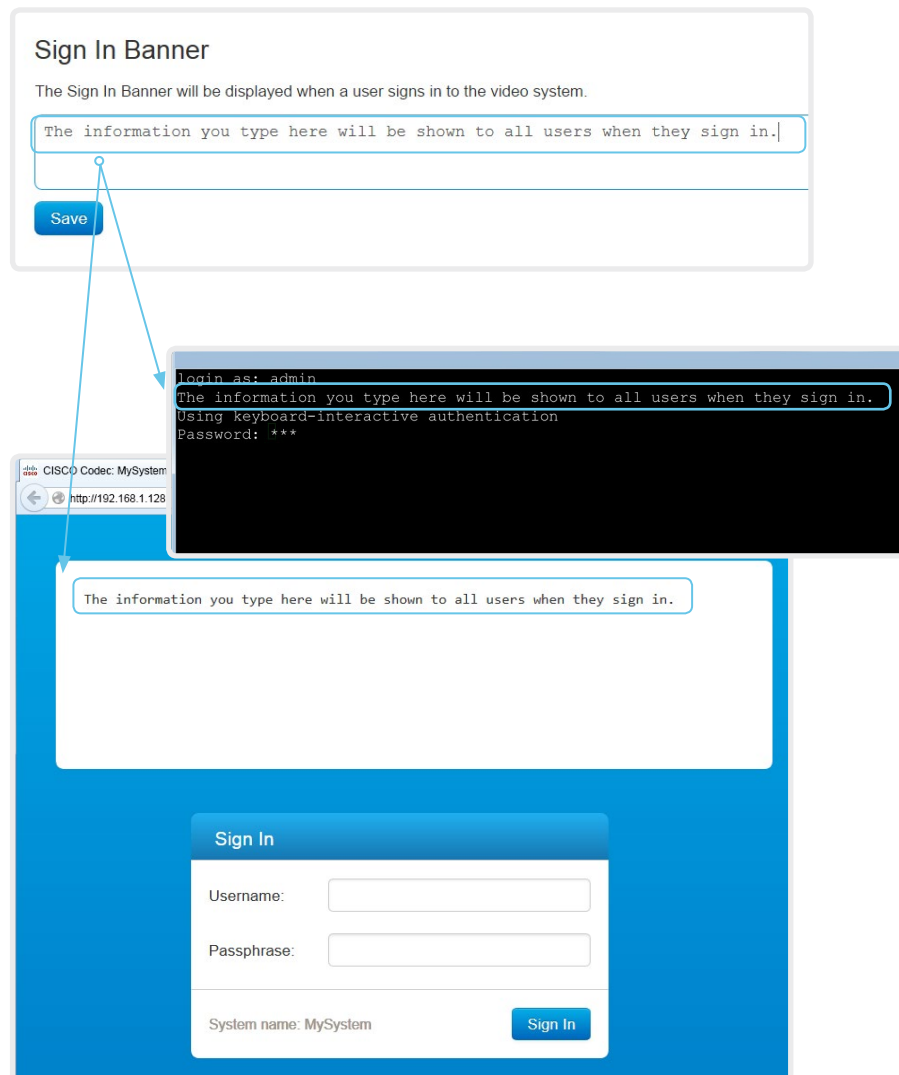 Sign In Banner
The Sign In Banner will be displayed when a user signs in to the video system.
The information you type here will be shown to all users when they sign in.
Save
login as: admin
The information you type here will be shown to all users when they sign in.
Using keyboard-interactive authentication
Password: ***
CISCO Codec: MySystem
http://192.168.1.128
The information you type here will be shown to all users when they sign in.
Sign In
Username:
Passphrase:
System name: MySystem
Sign In